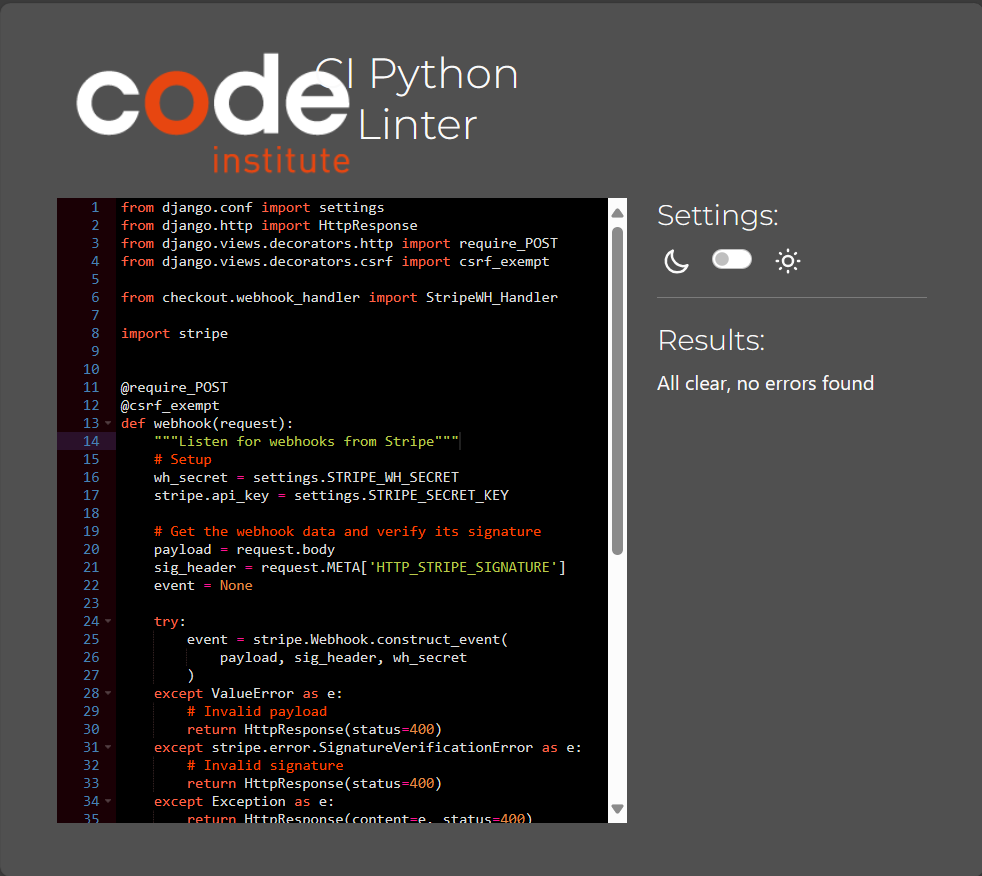 code
institute
CI Python
Linter
1 from django.conf import settings
2 from django.http import HttpResponse
3 from django.views.decorators.http import require_POST
4 from django.views.decorators.csrf import csrf_exempt
5
6 from checkout.webhook_handler import StripeWH_Handler
7
8 import stripe
9
10
11 @require_POST
12 @csrf_exempt
13 def webhook(request):
14     """Listen for webhooks from Stripe"""
15     # Setup
16     wh_secret = settings.STRIPE_WH_SECRET
17     stripe.api_key = settings.STRIPE_SECRET_KEY
18
19     # Get the webhook data and verify its signature
20     payload = request.body
21     sig_header = request.META['HTTP_STRIPE_SIGNATURE']
22     event = None
23
24     try:
25         event = stripe.Webhook.construct_event(
26             payload, sig_header, wh_secret
27         )
28     except ValueError as e:
29         # Invalid payload
30         return HttpResponse(status=400)
31     except stripe.error.SignatureVerificationError as e:
32         # Invalid signature
33         return HttpResponse(status=400)
34     except Exception as e:
35         return HttpResponse(content=e, status=400)
Settings:
Results:
All clear, no errors found